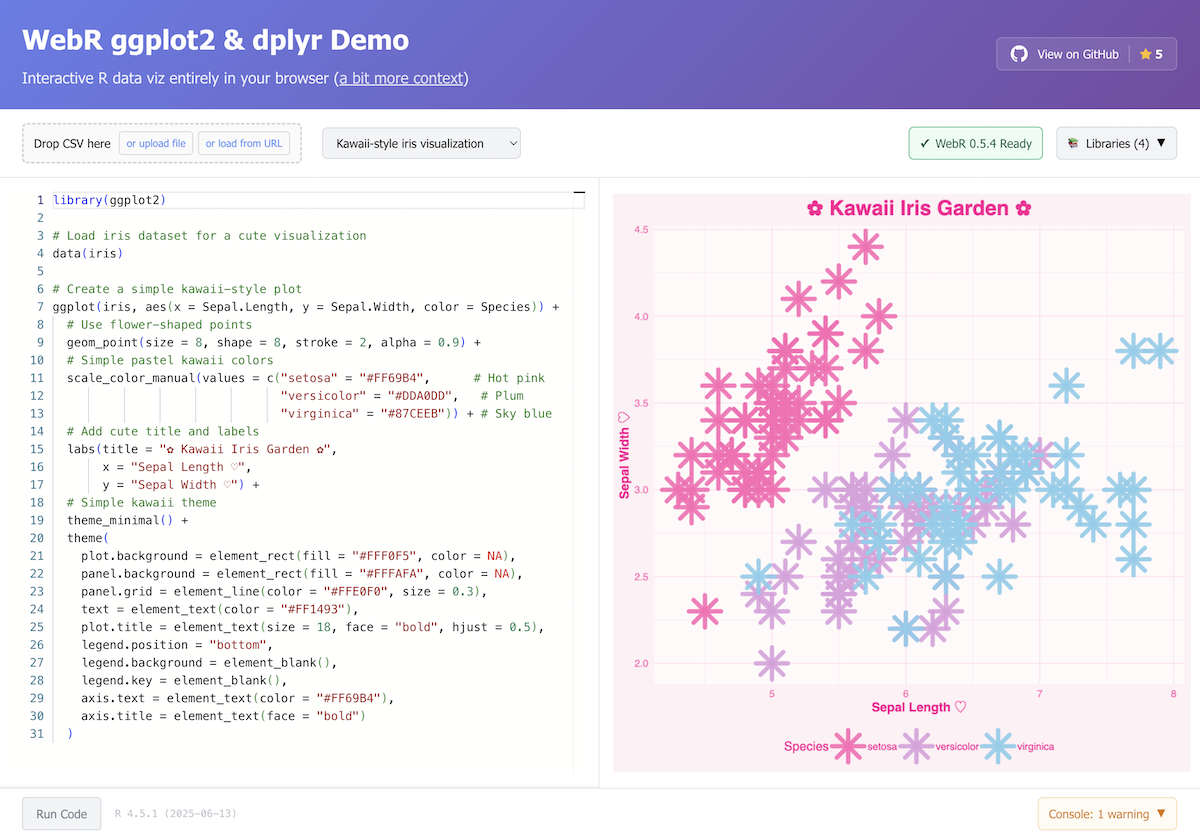 WebR ggplot2 & dplyr Demo
Interactive R data viz entirely in your browser (a bit more context)
View on GitHub
5
Drop CSV here
or upload file
or load from URL
Kawaii-style iris visualization
✓ WebR 0.5.4 Ready
📚 Libraries (4) ▼
1 library(ggplot2)
2
3 # Load iris dataset for a cute visualization
4 data(iris)
5
6 # Create a simple kawaii-style plot
7 ggplot(iris, aes(x = Sepal.Length, y = Sepal.Width, color = Species)) +
8   # Use flower-shaped points
9   geom_point(size = 8, shape = 8, stroke = 2, alpha = 0.9) +
10   # Simple pastel kawaii colors
11   scale_color_manual(values = c("setosa" = "#FF69B4",      # Hot pink
12                                 "versicolor" = "#DDA0DD",   # Plum
13                                 "virginica" = "#87CEEB")) + # Sky blue
14   # Add cute title and labels
15   labs(title = "✿ Kawaii Iris Garden ✿",
16        x = "Sepal Length ♡",
17        y = "Sepal Width ♡") +
18   # Simple kawaii theme
19   theme_minimal() +
20   theme(
21     plot.background = element_rect(fill = "#FFF0F5", color = NA),
22     panel.background = element_rect(fill = "#FFFAFA", color = NA),
23     panel.grid = element_line(color = "#FFE0F0", size = 0.3),
24     text = element_text(color = "#FF1493"),
25     plot.title = element_text(size = 18, face = "bold", hjust = 0.5),
26     legend.position = "bottom",
27     legend.background = element_blank(),
28     legend.key = element_blank(),
29     axis.text = element_text(color = "#FF69B4"),
30     axis.title = element_text(face = "bold")
31   )
✿ Kawaii Iris Garden ✿
4.5
4.0
3.5
3.0
2.5
2.0
Sepal Width ♡
5 6 7 8
Sepal Length ♡
Species setosa versicolor virginica
Run Code
R 4.5.1 (2025-06-13)
Console: 1 warning ▼